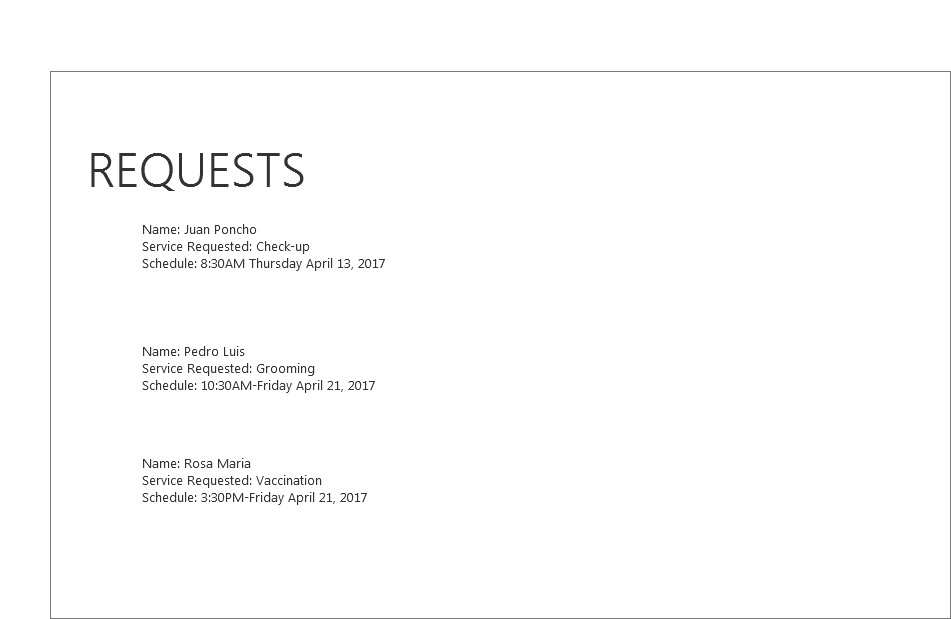 REQUESTS
Name: Juan Poncho
Service Requested: Check-up
Schedule: 8:30AM Thursday April 13, 2017
Name: Pedro Luis
Service Requested: Grooming
Schedule: 10:30AM-Friday April 21, 2017
Name: Rosa Maria
Service Requested: Vaccination
Schedule: 3:30PM-Friday April 21, 2017